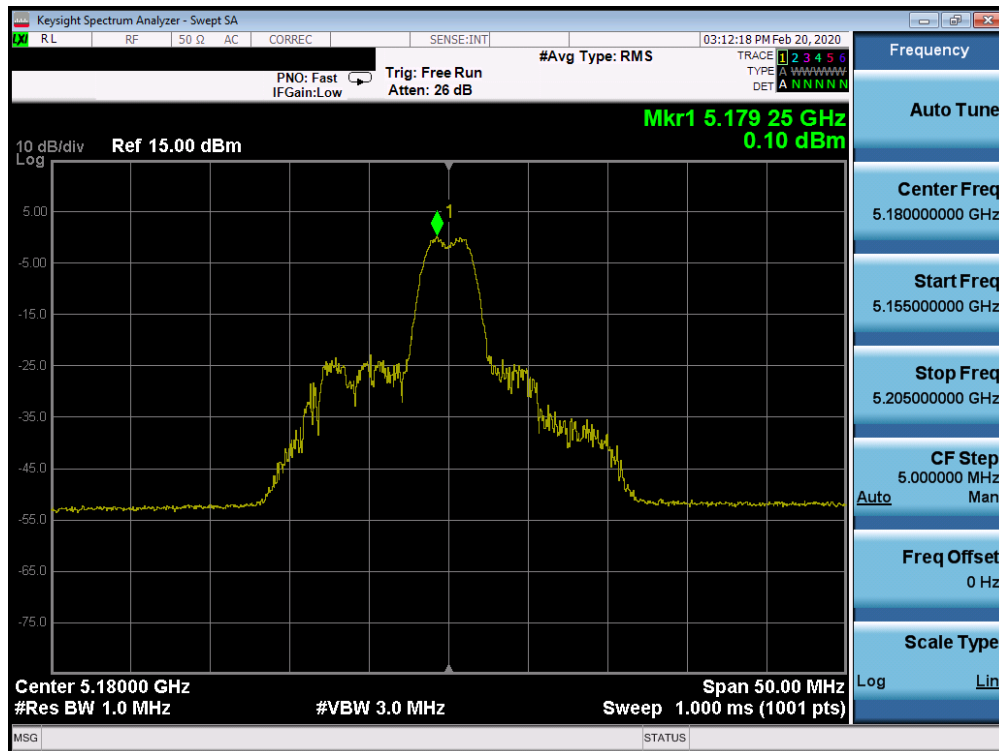 Keysight Spectrum Analyzer - Swept SA
LXI RL RF 50 Ω AC CORREC SENSE:INT 03:12:18 PM Feb 20, 2020
#Avg Type: RMS TRACE 1 2 3 4 5 6
PNO: Fast Trig: Free Run TYPE A WWWWW
IFGain:Low Atten: 26 dB DET A N N N N N
Mkr1 5.179 25 GHz
0.10 dBm
10 dB/div Ref 15.00 dBm
Log
1
5.00
-5.00
-15.0
-25.0
-35.0
-45.0
-55.0
-65.0
-75.0
Center 5.18000 GHz Span 50.00 MHz
#Res BW 1.0 MHz #VBW 3.0 MHz Sweep 1.000 ms (1001 pts)
MSG STATUS
Frequency
Auto Tune
Center Freq
5.180000000 GHz
Start Freq
5.155000000 GHz
Stop Freq
5.205000000 GHz
CF Step
5.000000 MHz
Auto Man
Freq Offset
0 Hz
Scale Type
Log Lin